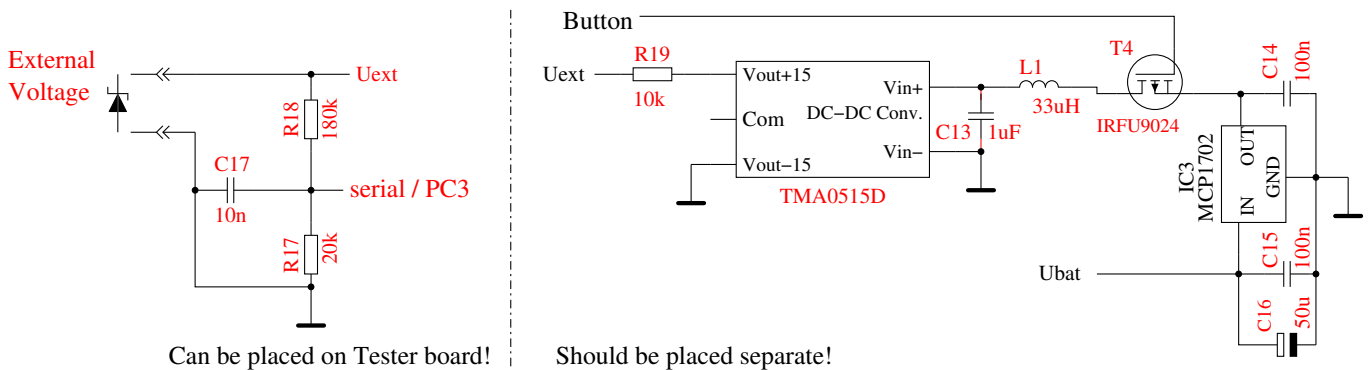 External
Voltage
Uext
R18
180k
C17
10n
serial / PC3
R17
20k
Can be placed on Tester board!
Button
Uext
R19
10k
Vout+15
Com
Vout−15
Vin+
DC−DC Conv.
Vin−
TMA0515D
C13
1uF
L1
33uH
T4
IRFU9024
C14
100n
IC3
MCP1702
OUT
GND
IN
Ubat
C15
100n
C16
50u
Should be placed separate!